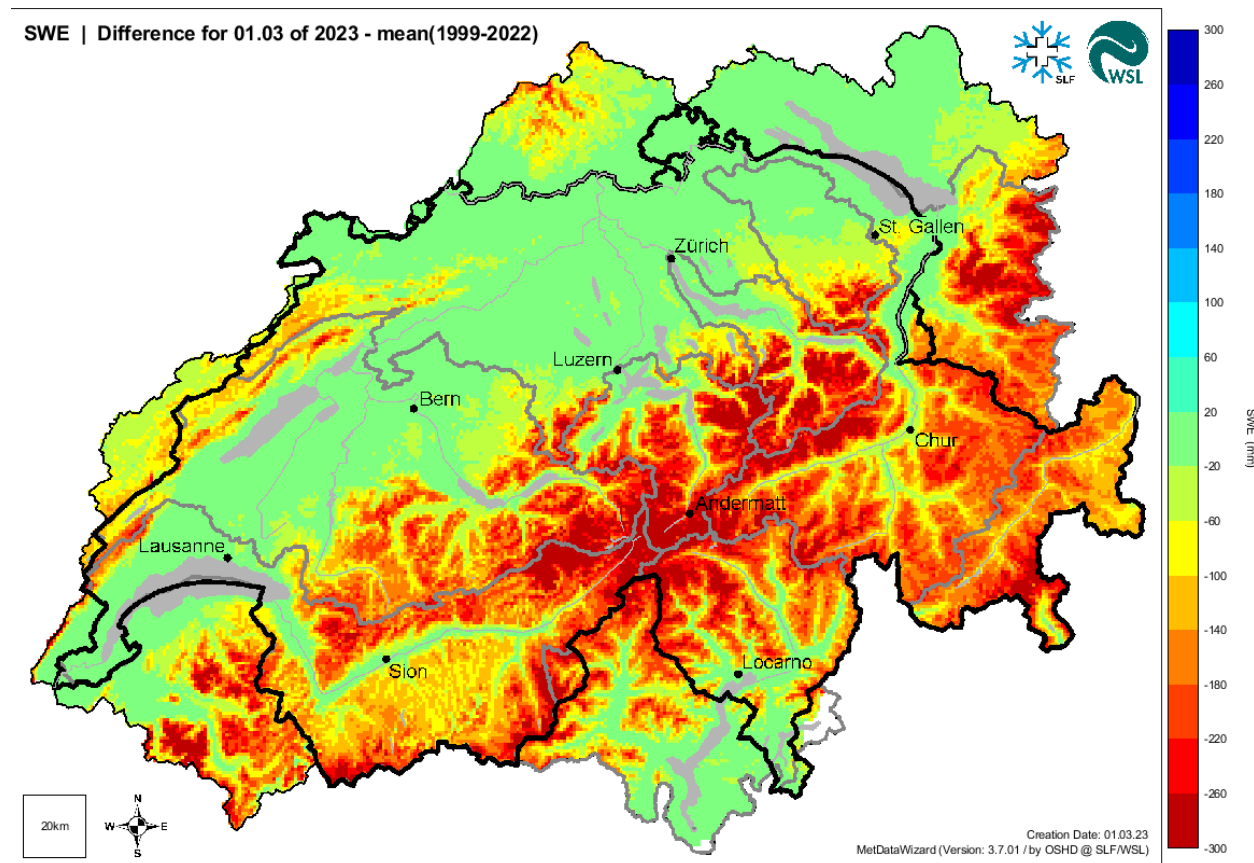 SWE | Difference for 01.03 of 2023 - mean(1999-2022)
SLF
WSL
300
260
220
180
140
100
60
20
-20
-60
-100
-140
-180
-220
-260
-300
SWE (mm)
St. Gallen
Zürich
Luzern
Bern
Chur
Andermatt
Lausanne
Sion
Locarno
20km
N
W
E
S
Creation Date: 01.03.23
MetDataWizard (Version: 3.7.01 / by OSHD @ SLF/WSL)